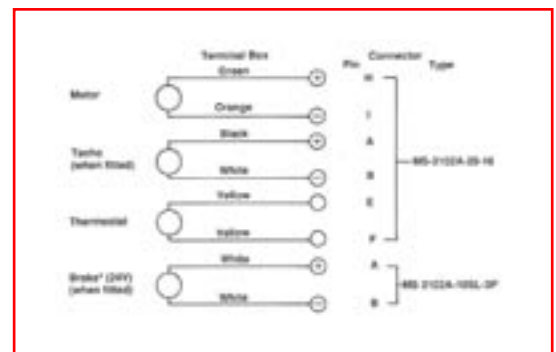 Terminal Box
Connector
Pin
Type
Green
H
Motor
Orange
I
Black
A
Tacho
(when fitted)
White
B
Yellow
E
Thermostat
Yellow
F
White
A
Brake* (24V)
(when fitted)
White
B